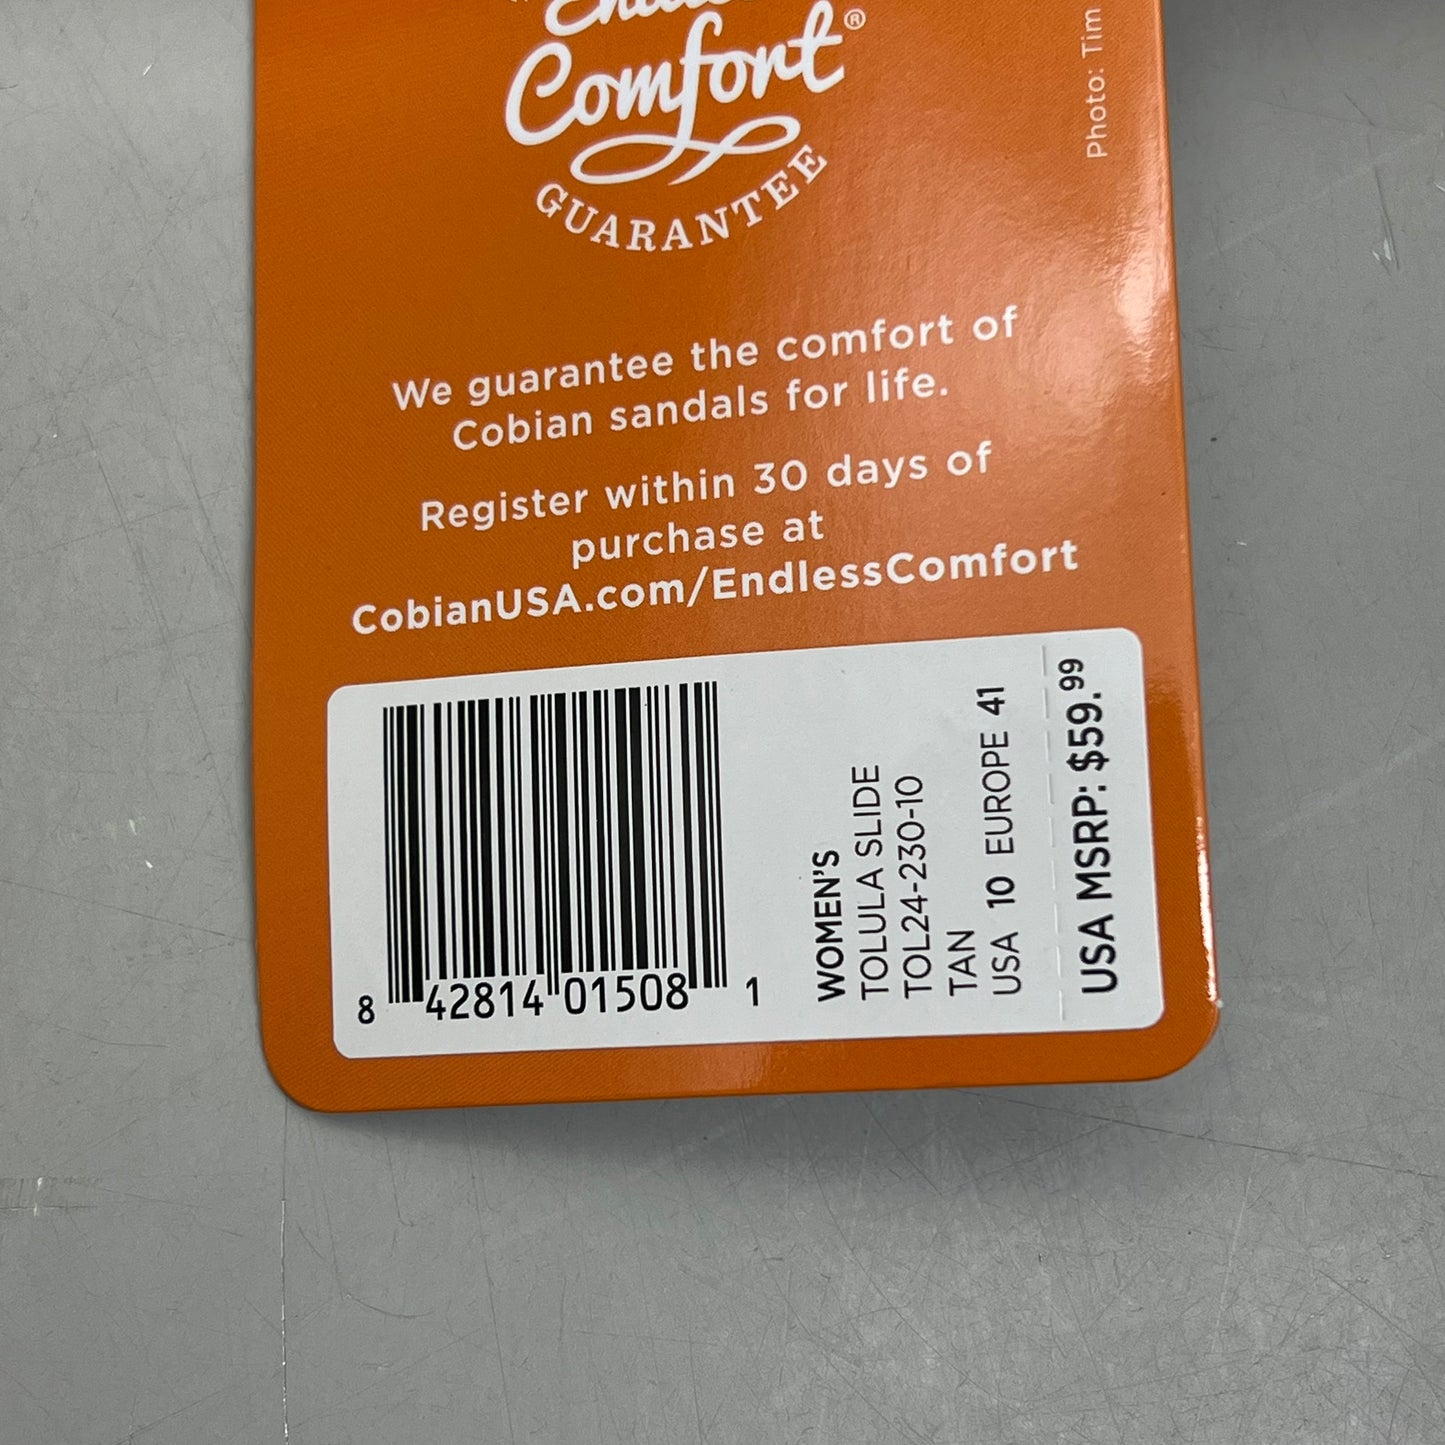 Comfort®
GUARANTEE
Photo: Tim
We guarantee the comfort of
Cobian sandals for life.
Register within 30 days of
purchase at
CobianUSA.com/EndlessComfort
8 42814 01508 1
WOMEN'S
TOLULA SLIDE
TOL24-230-10
TAN
USA 10 EUROPE 41
USA MSRP: $59.99